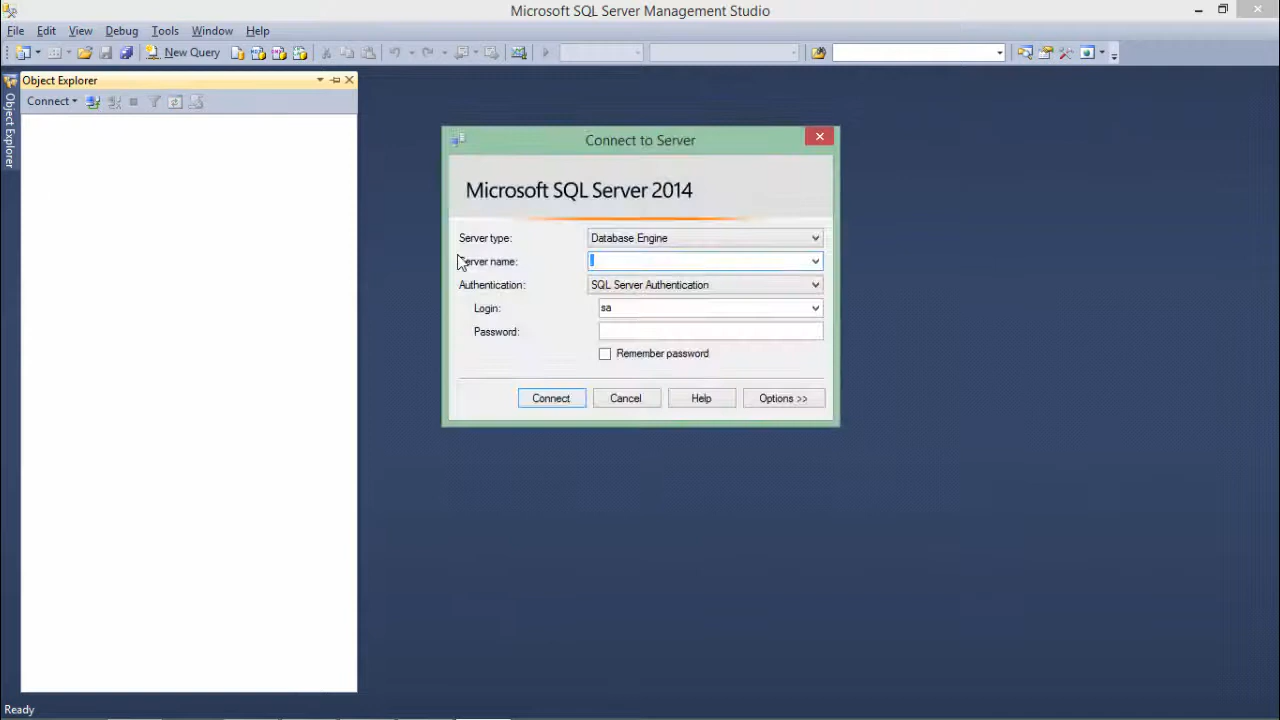 Microsoft SQL Server Management Studio
File Edit View Debug Tools Window Help
New Query
Object Explorer
Connect
Object Explorer
Connect to Server
Microsoft SQL Server 2014
Server type: Database Engine
Server name:
Authentication: SQL Server Authentication
Login: sa
Password:
Remember password
Connect Cancel Help Options >>
Ready